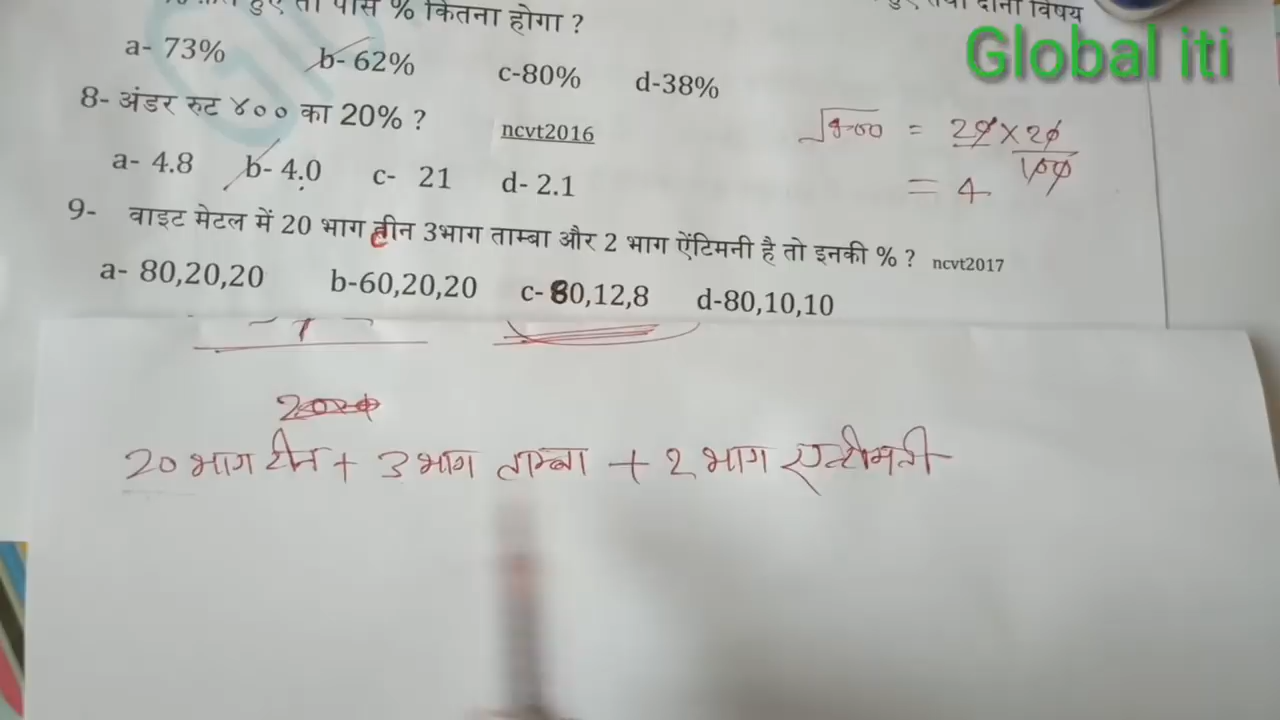 हुए तो पास % कितना होगा ?
दोनों विषय
Global iti
a- 73% b- 62% c-80% d-38%
8- अंडर रुट ४०० का 20% ?
ncvt2016
√400 = 20 × 20
100
= 4
a- 4.8 b- 4.0 c- 21 d- 2.1
9- वाइट मेटल में 20 भाग टीन 3भाग ताम्बा और 2 भाग ऐंटिमनी है तो इनकी % ? ncvt2017
a- 80,20,20 b-60,20,20 c- 80,12,8 d-80,10,10
20 भाग टीन + 3 भाग ताम्बा + 2 भाग एन्टीमनी